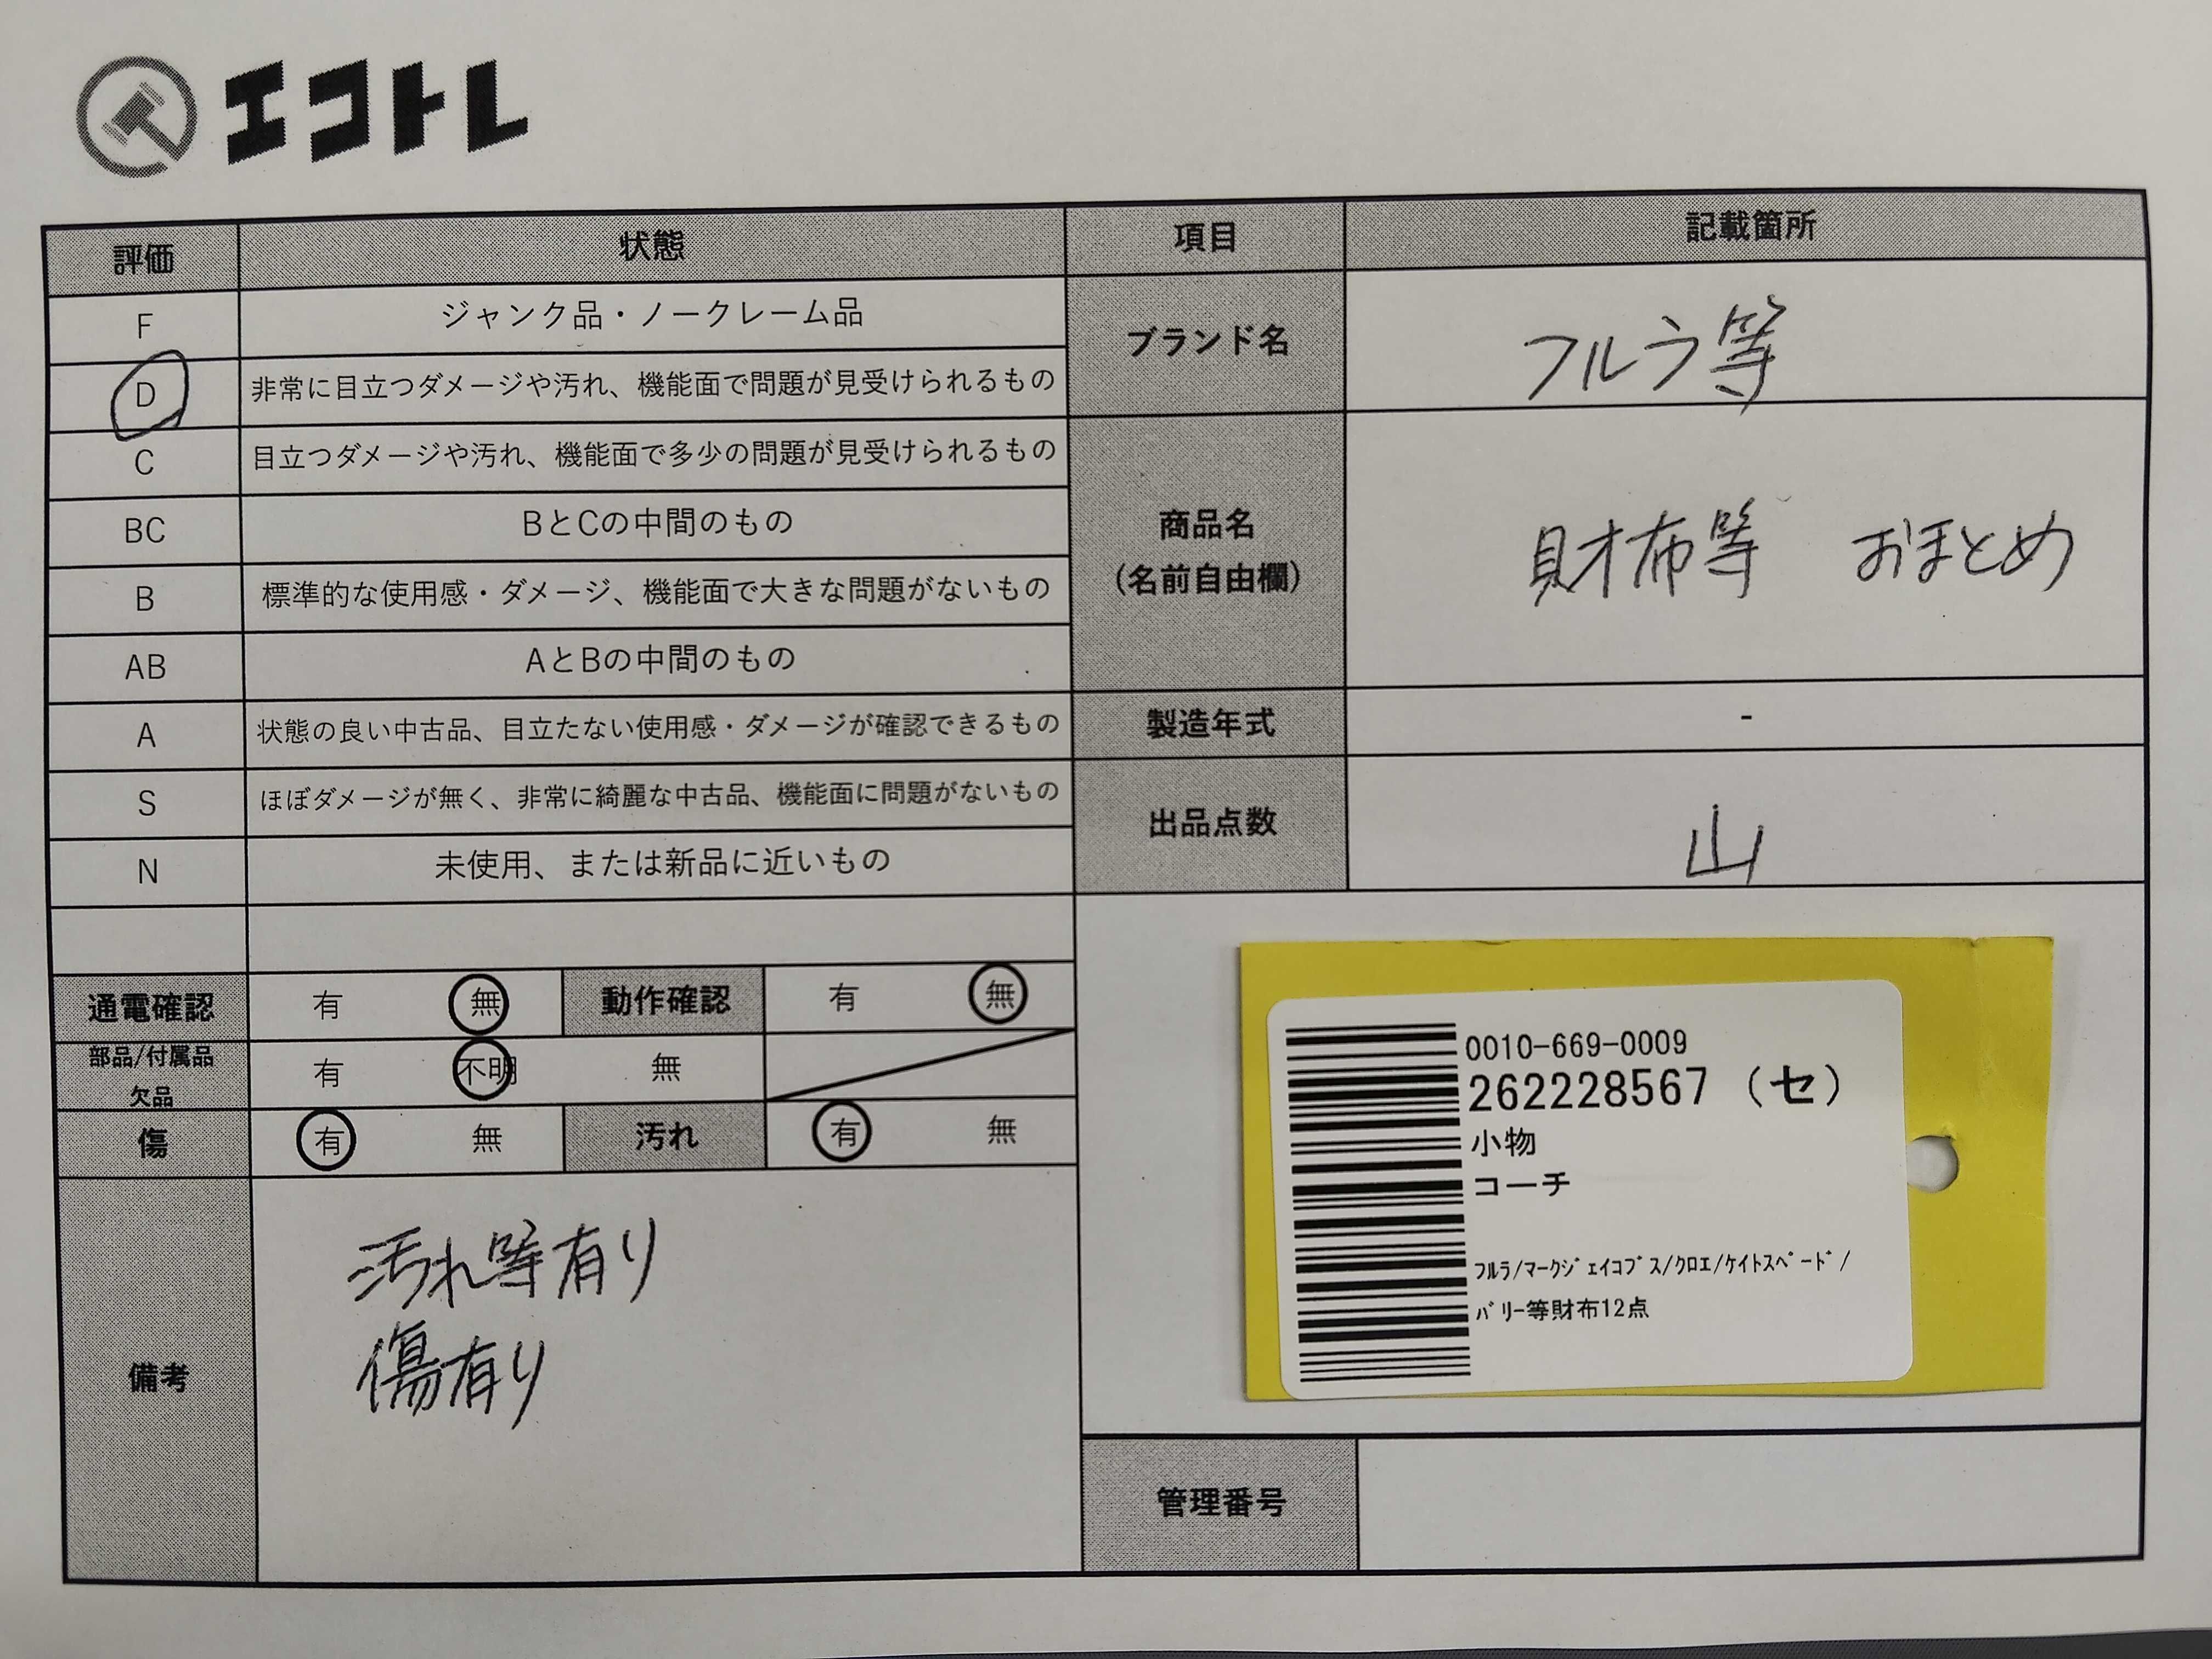 エコトレ
評価 状態 項目 記載箇所
F ジャンク品・ノークレーム品
D 非常に目立つダメージや汚れ、機能面で問題が見受けられるもの
ブランド名 フルラ等
C 目立つダメージや汚れ、機能面で多少の問題が見受けられるもの
BC BとCの中間のもの
B 標準的な使用感・ダメージ、機能面で大きな問題がないもの
AB AとBの中間のもの
商品名
(名前自由欄)
財布等 おまとめ
A 状態の良い中古品、目立たない使用感・ダメージが確認できるもの
製造年式 -
S ほぼダメージが無く、非常に綺麗な中古品、機能面に問題がないもの
N 未使用、または新品に近いもの
出品点数 山
通電確認 有 無 動作確認 有 無
部品/付属品
欠品
有 不明 無
傷 有 無 汚れ 有 無
備考
汚れ等有り
傷有り
0010-669-0009
262228567 (セ)
小物
コーチ
ﾌﾙﾗ/ﾏｰｸｼﾞｪｲｺﾌﾞｽ/ｸﾛｴ/ｹｲﾄｽﾍﾟｰﾄﾞ/
ﾊﾞﾘｰ等財布12点
管理番号